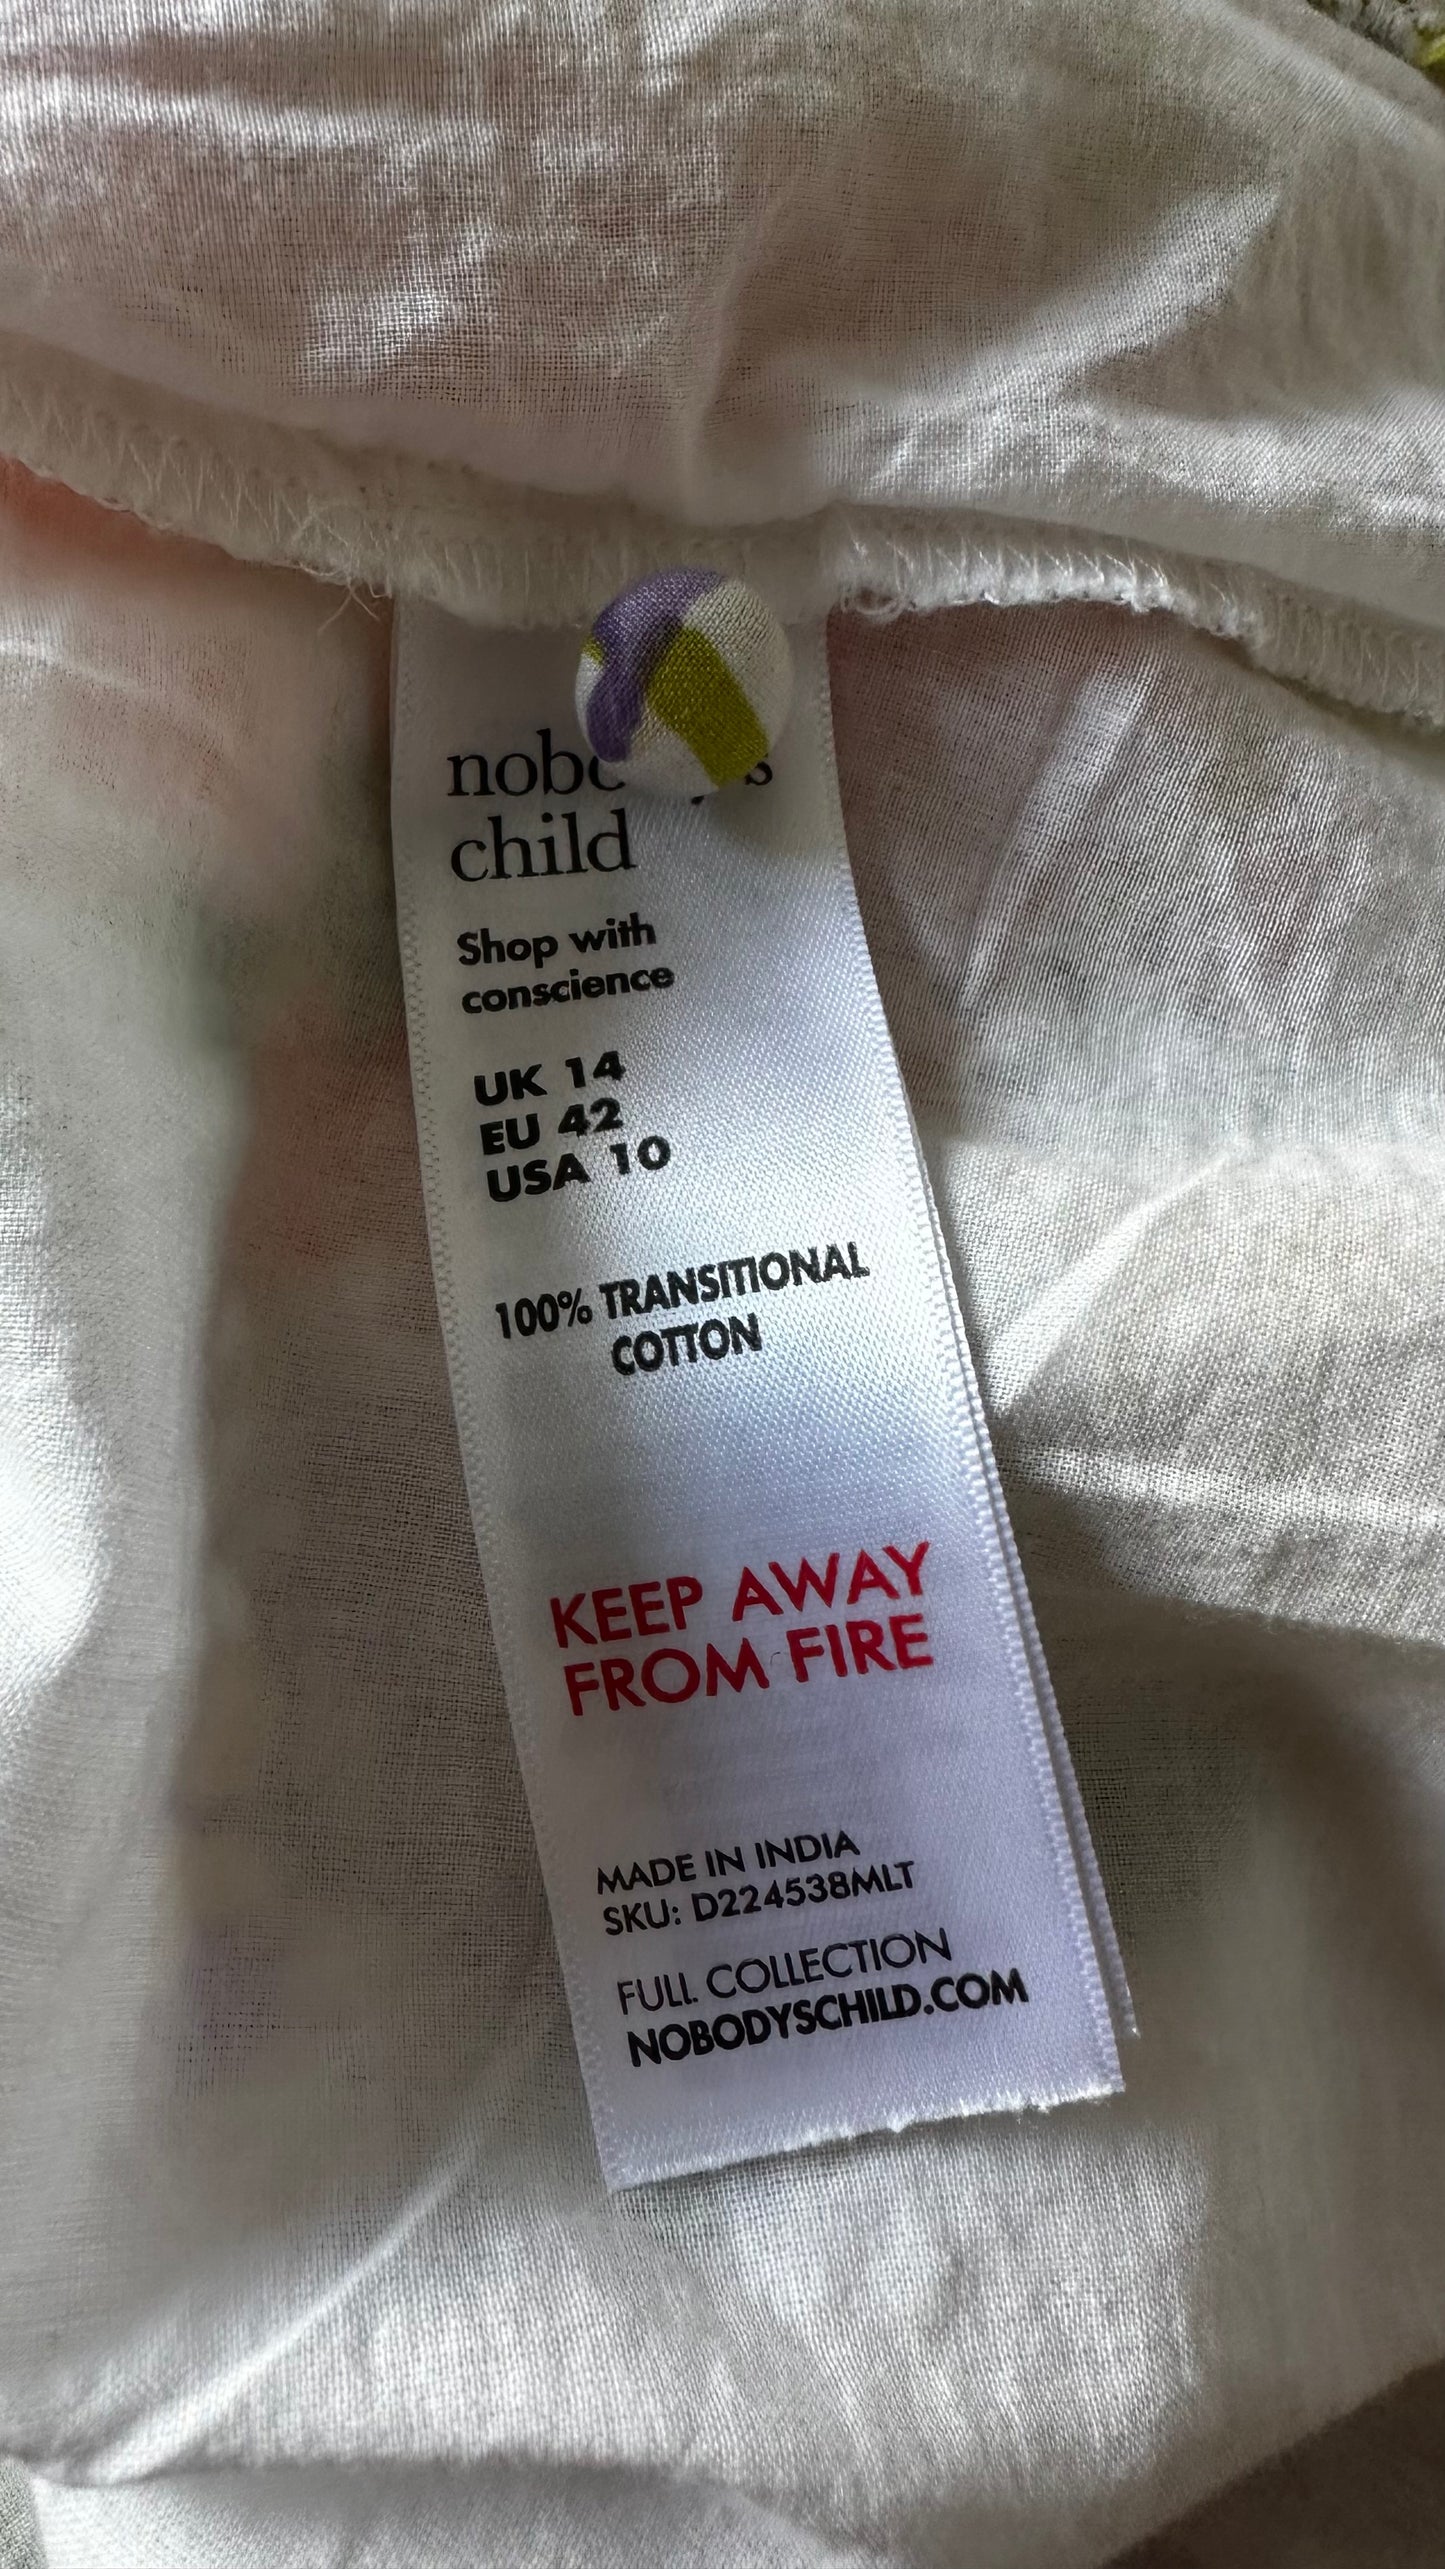 child
Shop with
conscience
UK 14
EU 42
USA 10
100% TRANSITIONAL
COTTON
KEEP AWAY
FROM FIRE
MADE IN INDIA
SKU: D224538MLT
FULL COLLECTION
NOBODYSCHILD.COM